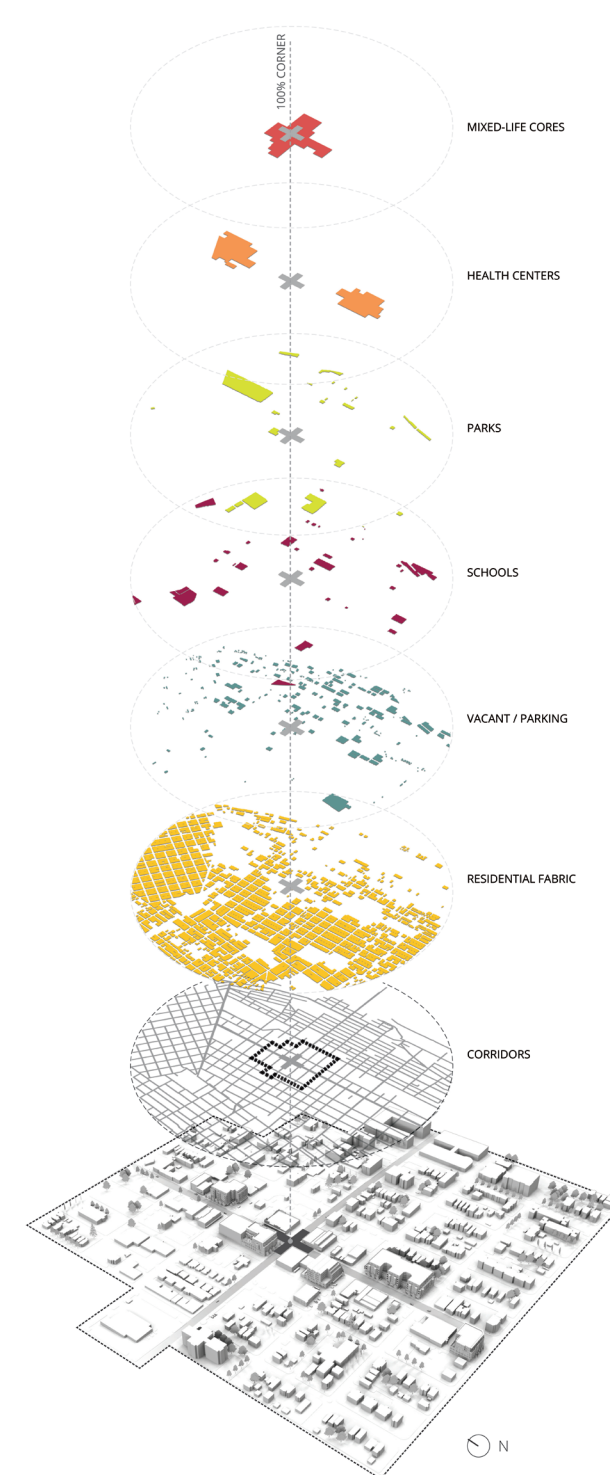 100% CORNER
MIXED-LIFE CORES
HEALTH CENTERS
PARKS
SCHOOLS
VACANT / PARKING
RESIDENTIAL FABRIC
CORRIDORS
N